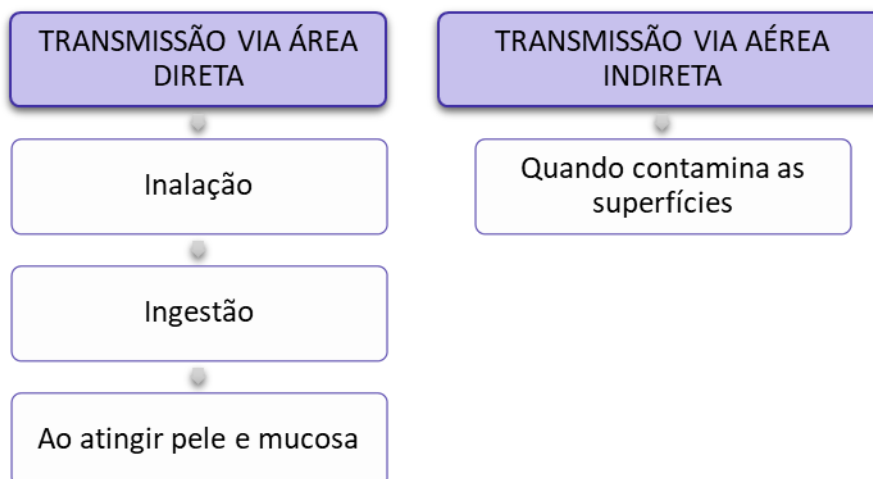 TRANSMISSÃO VIA ÁREA
DIRETA
Inalação
Ingestão
Ao atingir pele e mucosa
TRANSMISSÃO VIA AÉREA
INDIRETA
Quando contamina as
superfícies